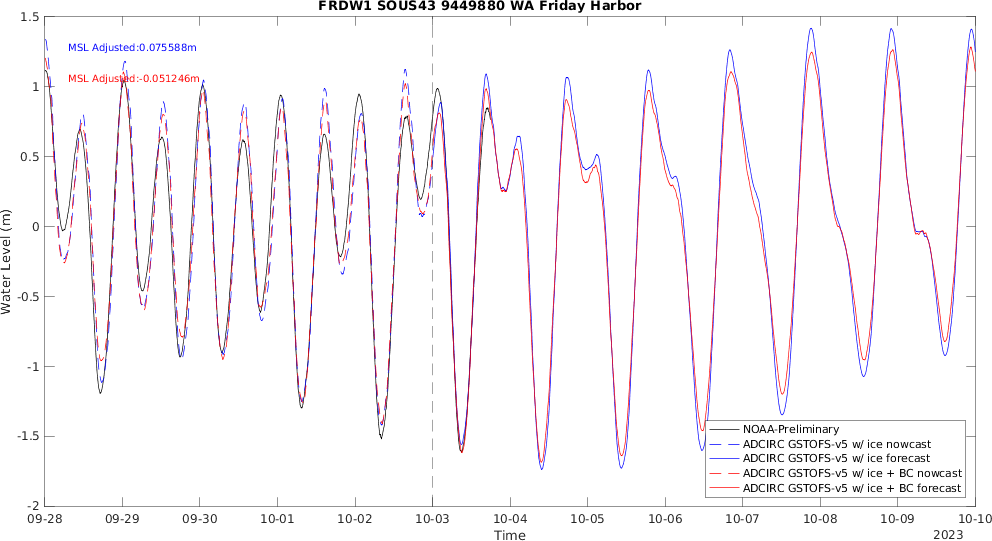 FRDW1 SOUS43 9449880 WA Friday Harbor
MSL Adjusted:0.075588m
MSL Adjusted:-0.051246m
Water Level (m)
1.5
1
0.5
0
-0.5
-1
-1.5
-2
NOAA-Preliminary
ADCIRC GSTOFS-v5 w/ ice nowcast
ADCIRC GSTOFS-v5 w/ ice forecast
ADCIRC GSTOFS-v5 w/ ice + BC nowcast
ADCIRC GSTOFS-v5 w/ ice + BC forecast
09-28 09-29 09-30 10-01 10-02 10-03 10-04 10-05 10-06 10-07 10-08 10-09 10-10
Time
2023